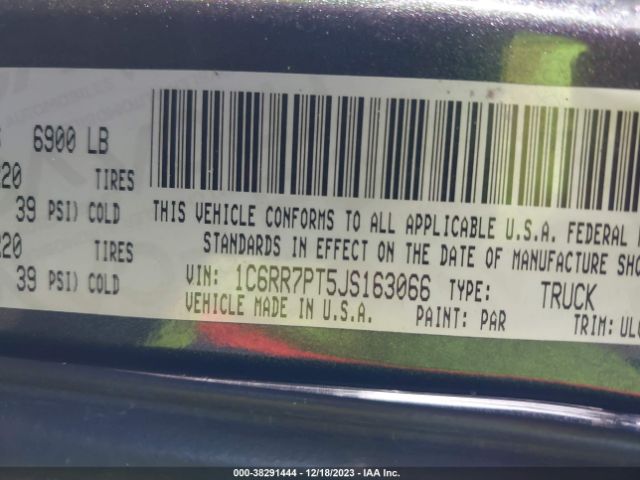 6900 LB
TIRES
39 PSI) COLD
TIRES
39 PSI) COLD
THIS VEHICLE CONFORMS TO ALL APPLICABLE U.S.A. FEDERAL
STANDARDS IN EFFECT ON THE DATE OF MANUFACTURE SHOW
VIN: 1C6RR7PT5JS163066 TYPE: TRUCK
VEHICLE MADE IN U.S.A. PAINT: PAR TRIM:
000-38291444 - 12/18/2023 - IAA Inc.